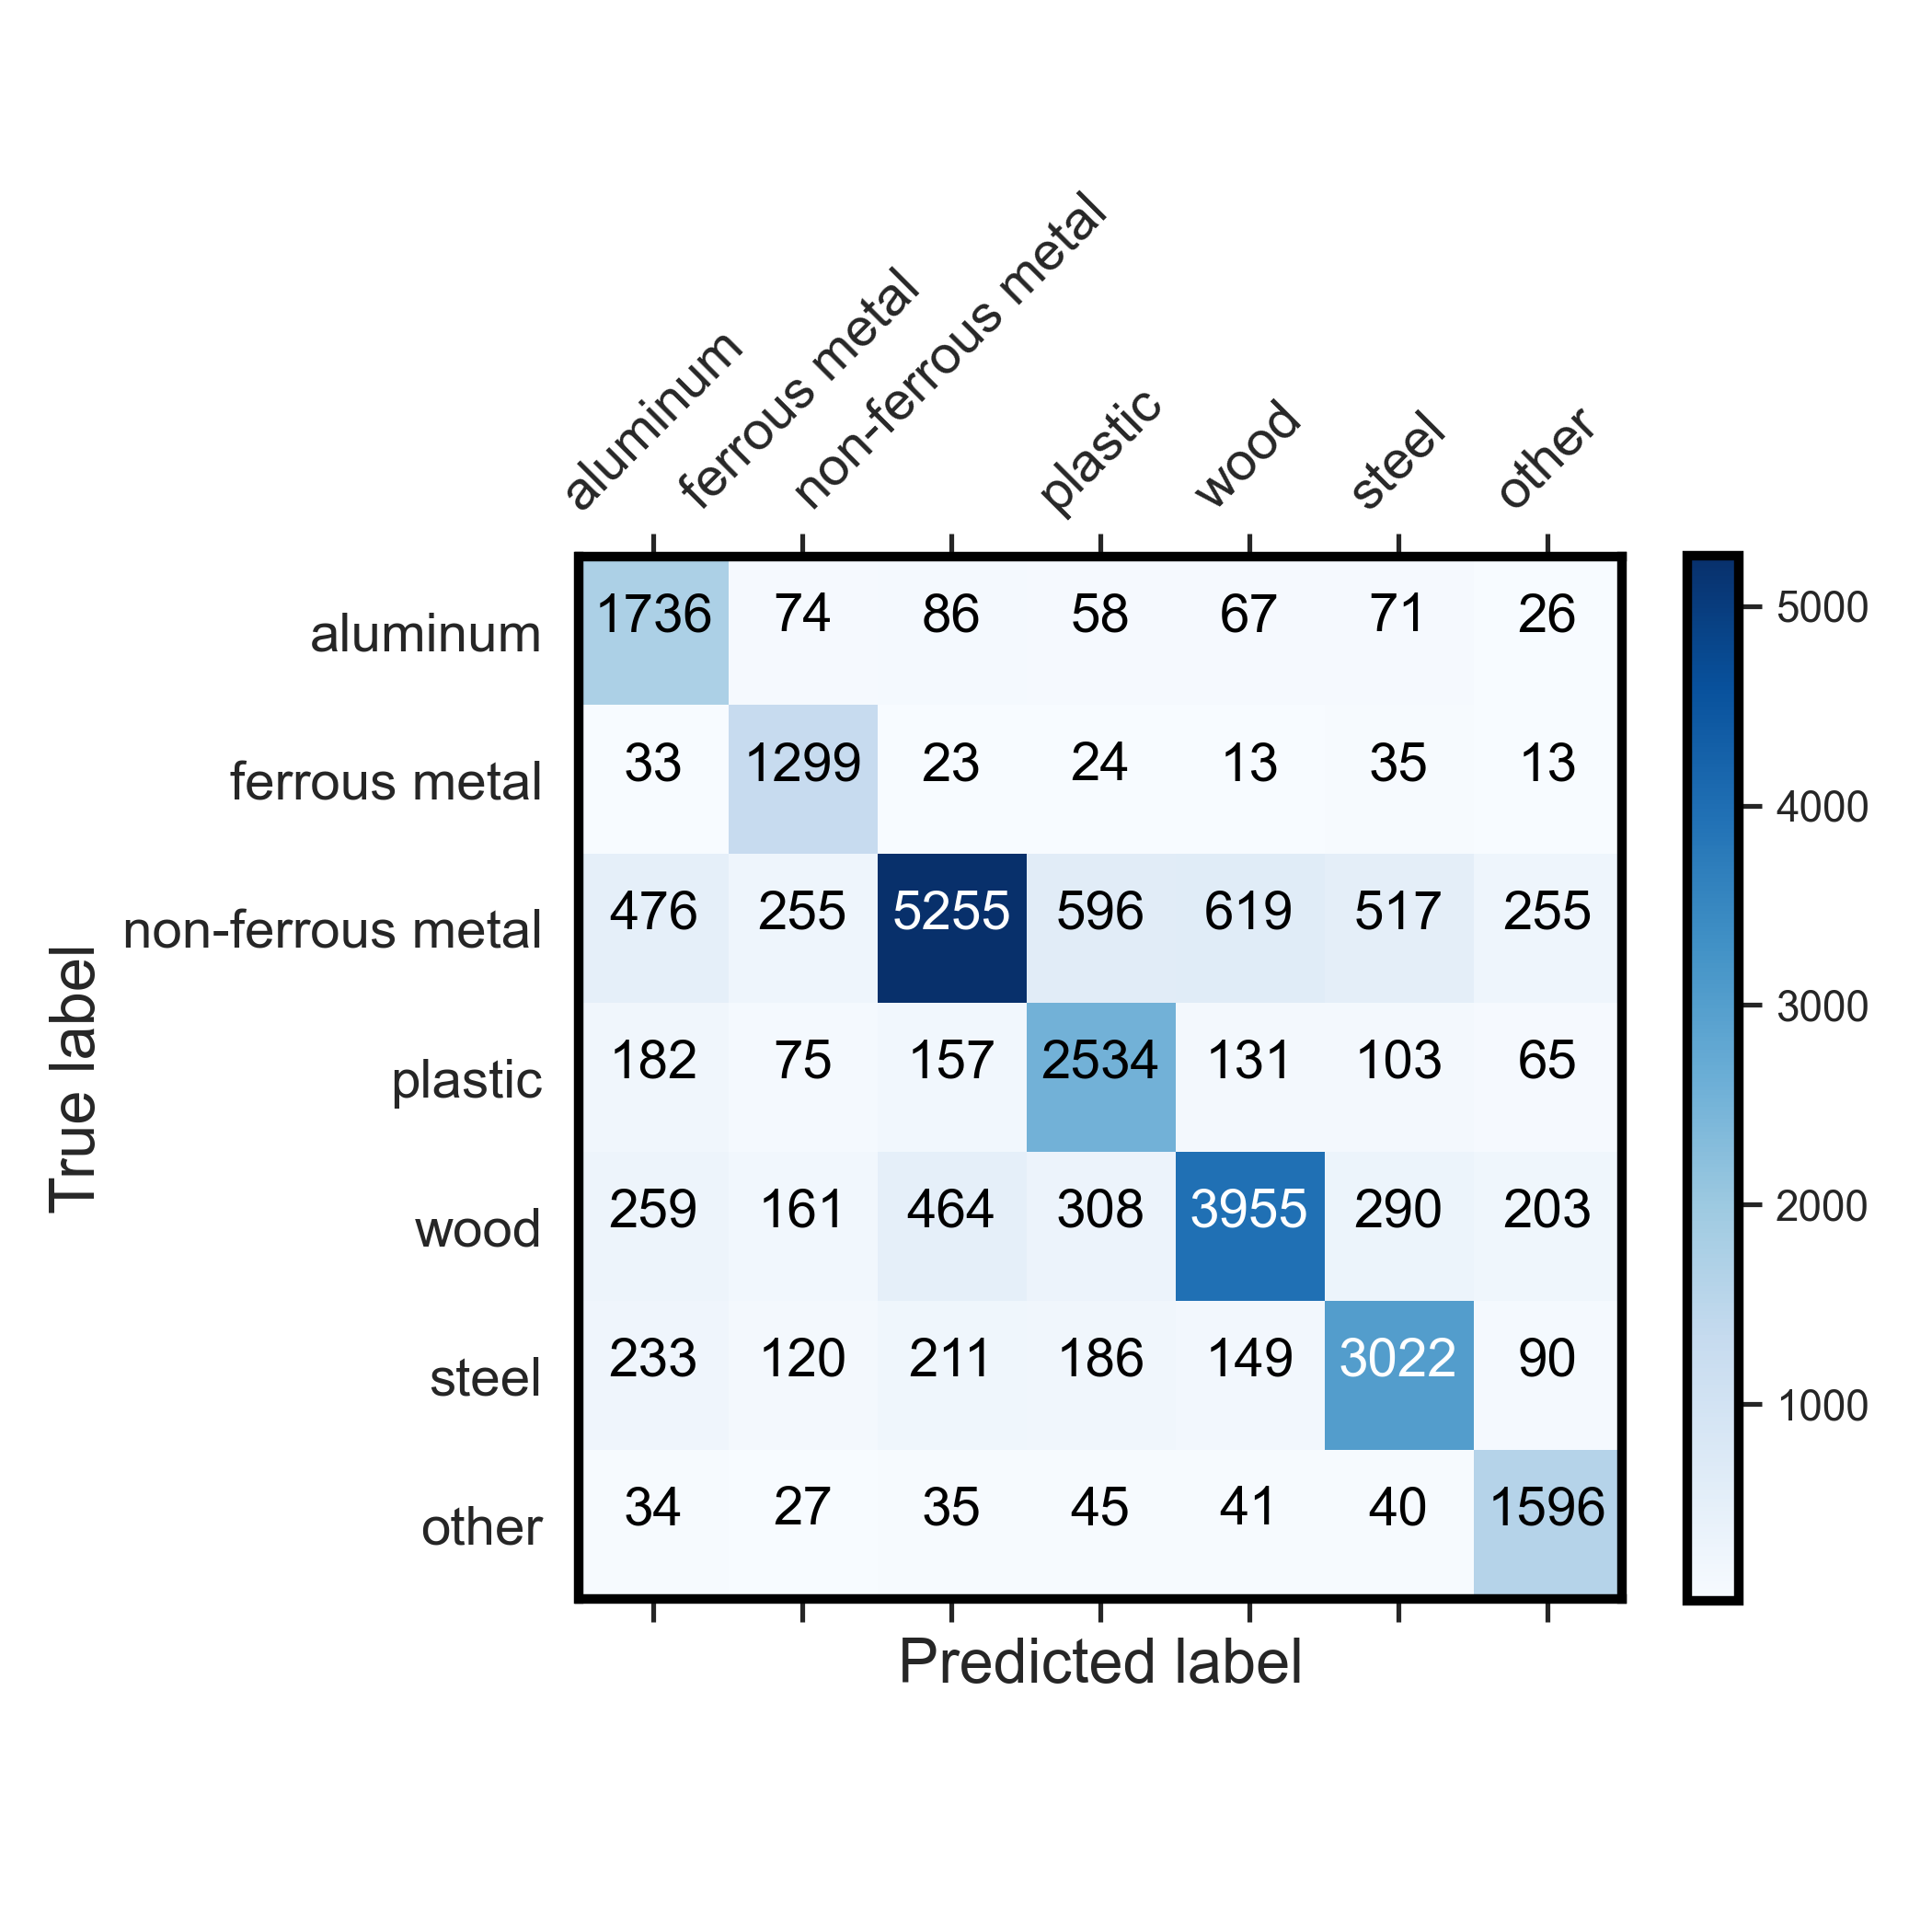 aluminum
ferrous metal
non-ferrous metal
plastic
wood
steel
other
aluminum 1736 74 86 58 67 71 26
ferrous metal 33 1299 23 24 13 35 13
non-ferrous metal 476 255 5255 596 619 517 255
plastic 182 75 157 2534 131 103 65
wood 259 161 464 308 3955 290 203
steel 233 120 211 186 149 3022 90
other 34 27 35 45 41 40 1596
True label
Predicted label
5000
4000
3000
2000
1000